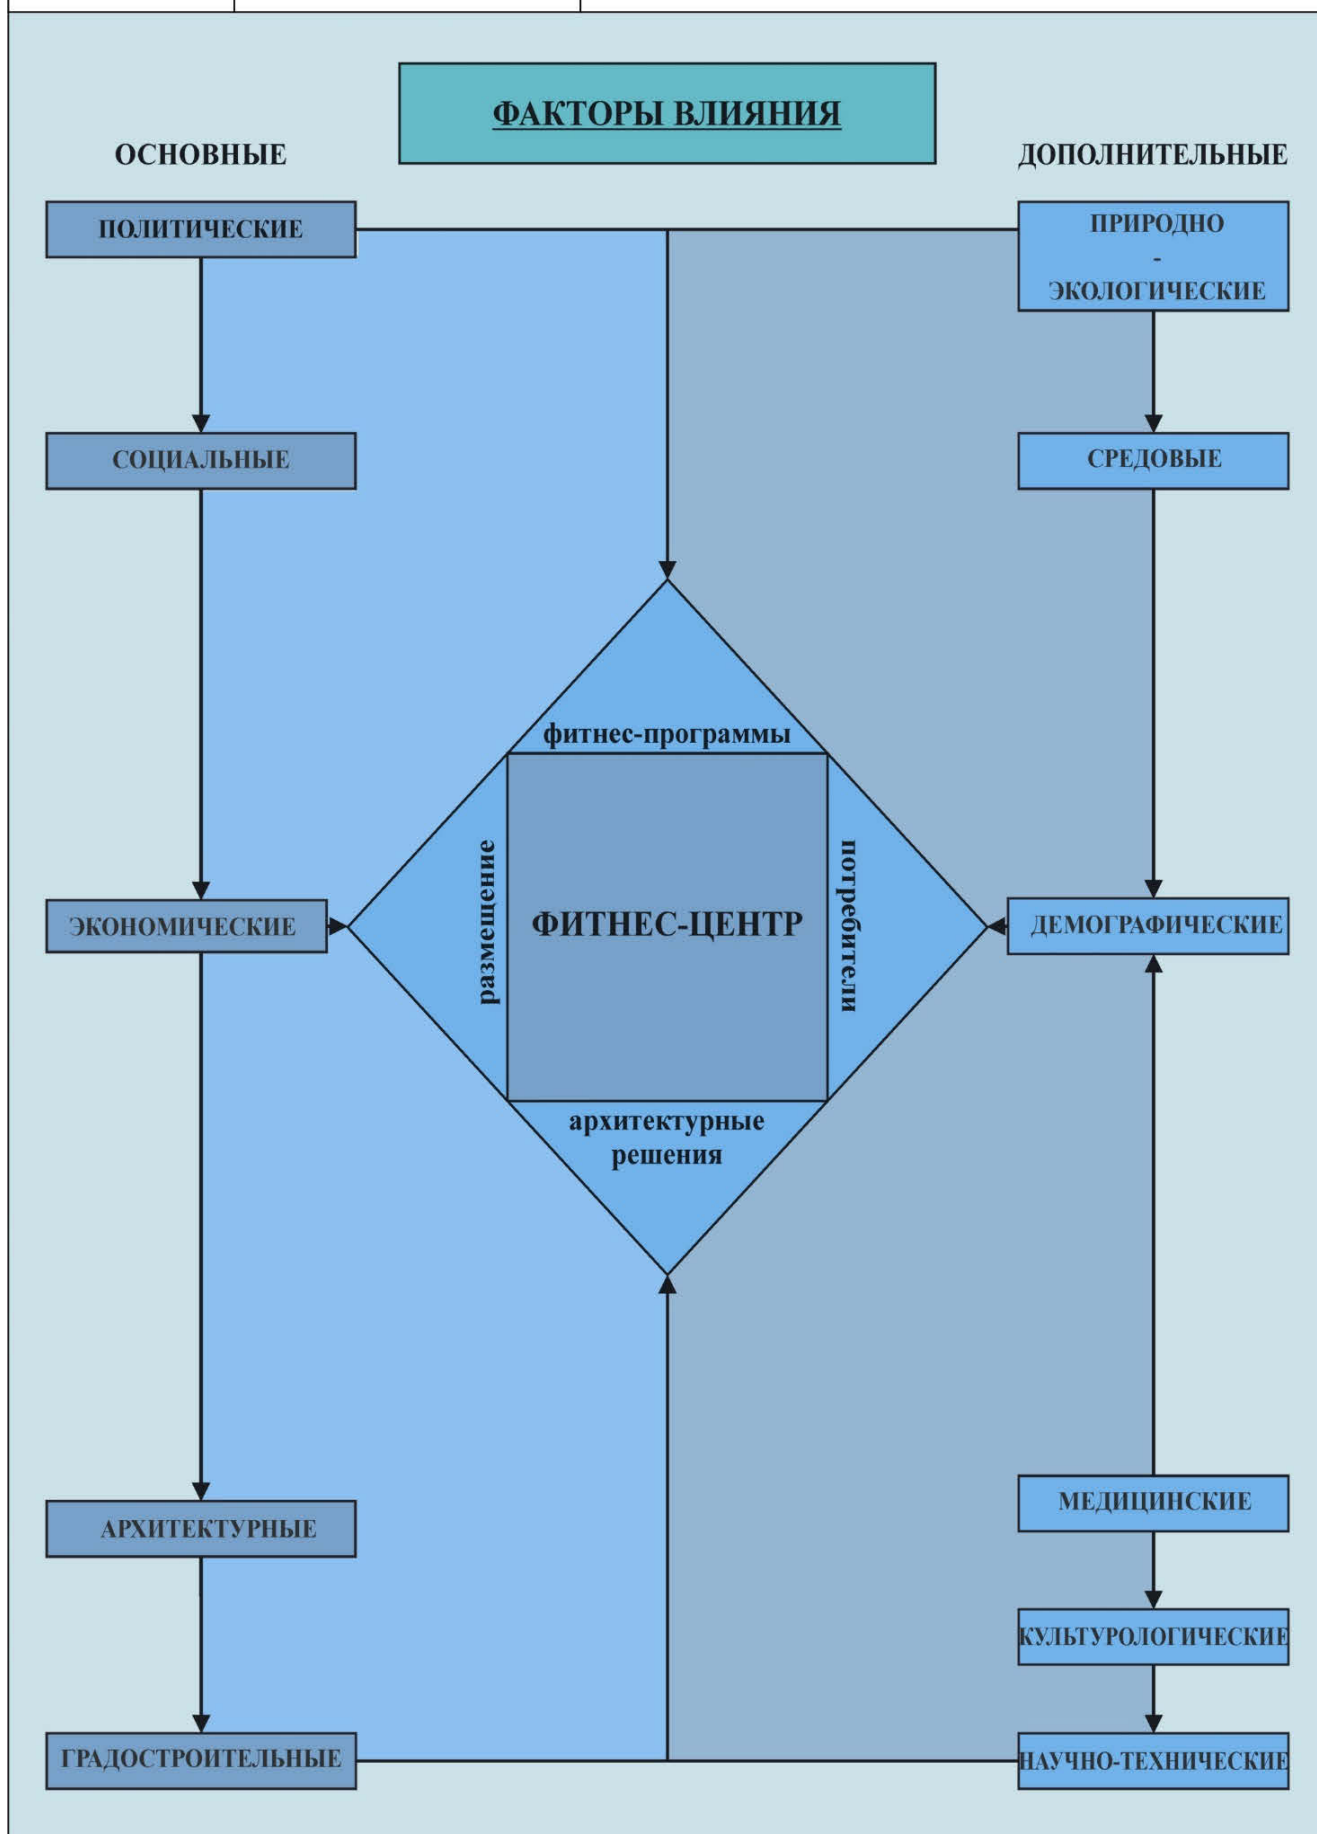 ФАКТОРЫ ВЛИЯНИЯ
ОСНОВНЫЕ
ДОПОЛНИТЕЛЬНЫЕ
ПОЛИТИЧЕСКИЕ
ПРИРОДНО
-
ЭКОЛОГИЧЕСКИЕ
СОЦИАЛЬНЫЕ
СРЕДОВЫЕ
фитнес-программы
размещение
ФИТНЕС-ЦЕНТР
потребители
ЭКОНОМИЧЕСКИЕ
ДЕМОГРАФИЧЕСКИЕ
архитектурные
решения
АРХИТЕКТУРНЫЕ
МЕДИЦИНСКИЕ
КУЛЬТУРОЛОГИЧЕСКИЕ
ГРАДОСТРОИТЕЛЬНЫЕ
НАУЧНО-ТЕХНИЧЕСКИЕ